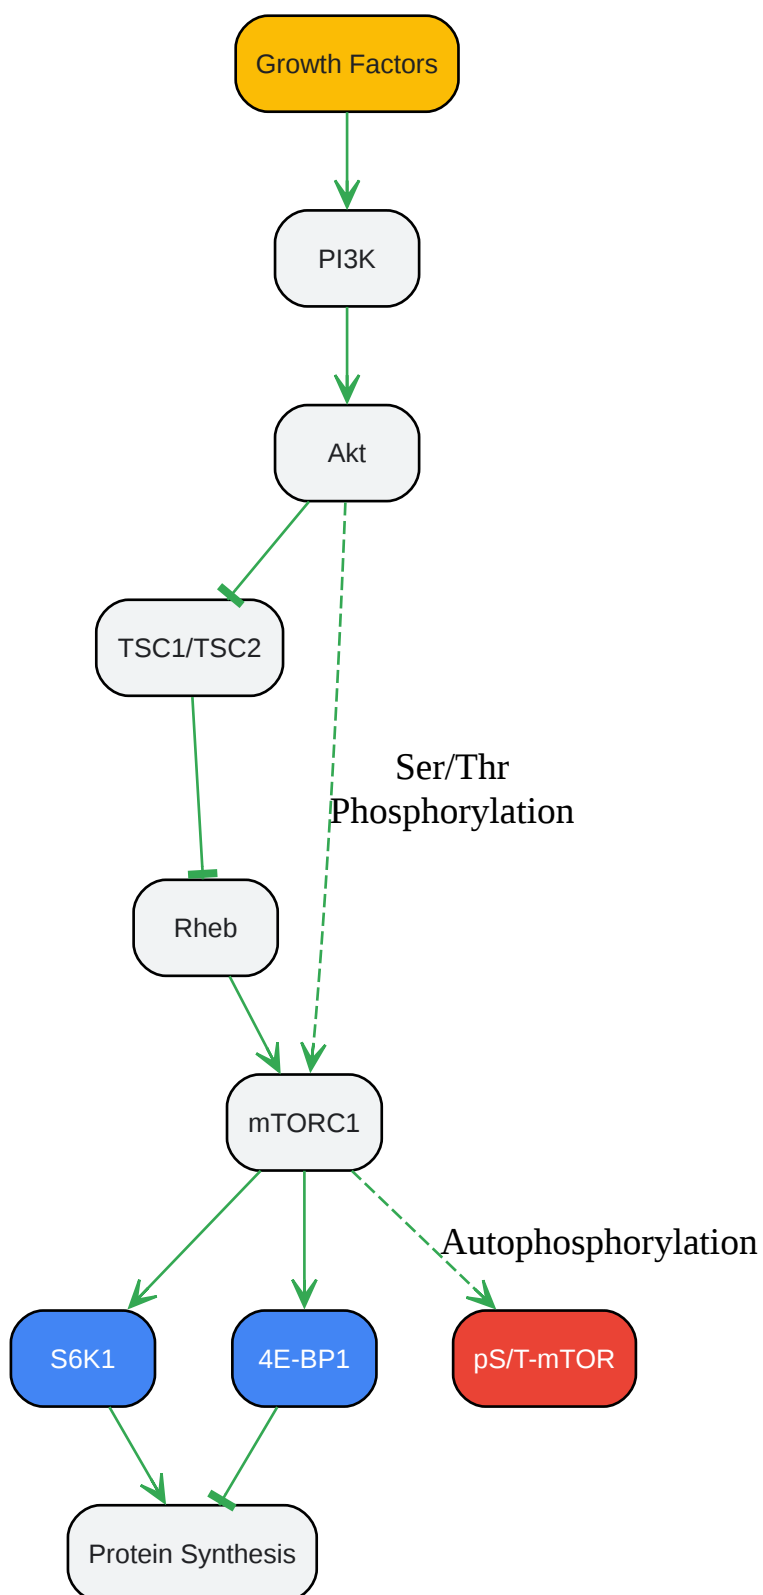 Growth Factors
PI3K
Akt
TSC1/TSC2
Ser/Thr
Phosphorylation
Rheb
mTORC1
Autophosphorylation
S6K1
4E-BP1
pS/T-mTOR
Protein Synthesis